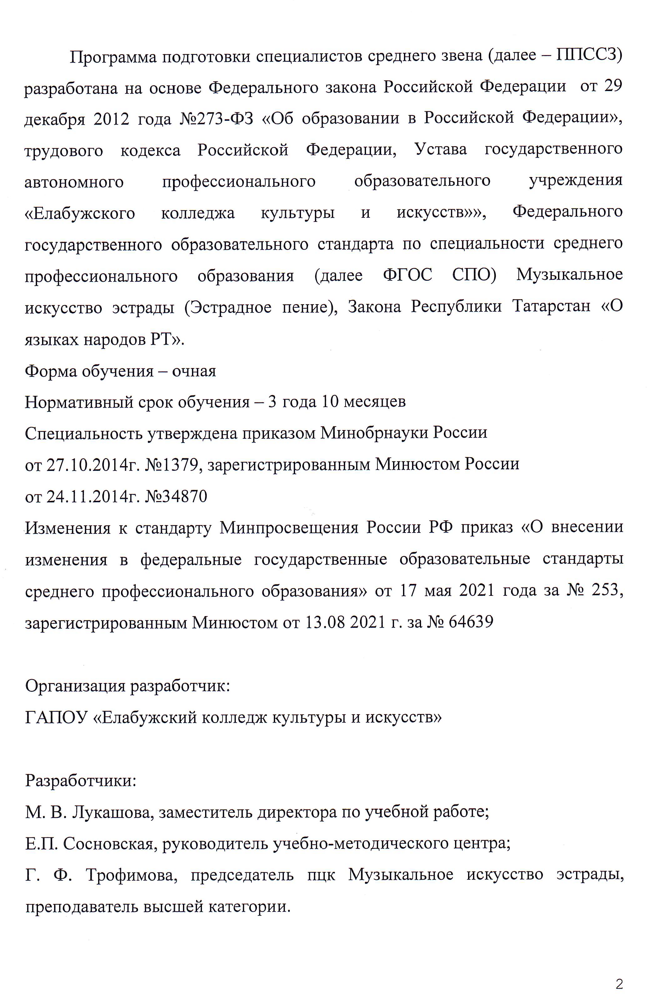 Программа подготовки специалистов среднего звена (далее – ППССЗ)
разработана на основе Федерального закона Российской Федерации от 29
декабря 2012 года №273-ФЗ «Об образовании в Российской Федерации»,
трудового кодекса Российской Федерации, Устава государственного
автономного профессионального образовательного учреждения
«Елабужского колледжа культуры и искусств»», Федерального
государственного образовательного стандарта по специальности среднего
профессионального образования (далее ФГОС СПО) Музыкальное
искусство эстрады (Эстрадное пение), Закона Республики Татарстан «О
языках народов РТ».
Форма обучения – очная
Нормативный срок обучения – 3 года 10 месяцев
Специальность утверждена приказом Минобрнауки России
от 27.10.2014г. №1379, зарегистрированным Минюстом России
от 24.11.2014г. №34870
Изменения к стандарту Минпросвещения России РФ приказ «О внесении
изменения в федеральные государственные образовательные стандарты
среднего профессионального образования» от 17 мая 2021 года за № 253,
зарегистрированным Минюстом от 13.08 2021 г. за № 64639
Организация разработчик:
ГАПОУ «Елабужский колледж культуры и искусств»
Разработчики:
М. В. Лукашова, заместитель директора по учебной работе;
Е.П. Сосновская, руководитель учебно-методического центра;
Г. Ф. Трофимова, председатель пцк Музыкальное искусство эстрады,
преподаватель высшей категории.
2